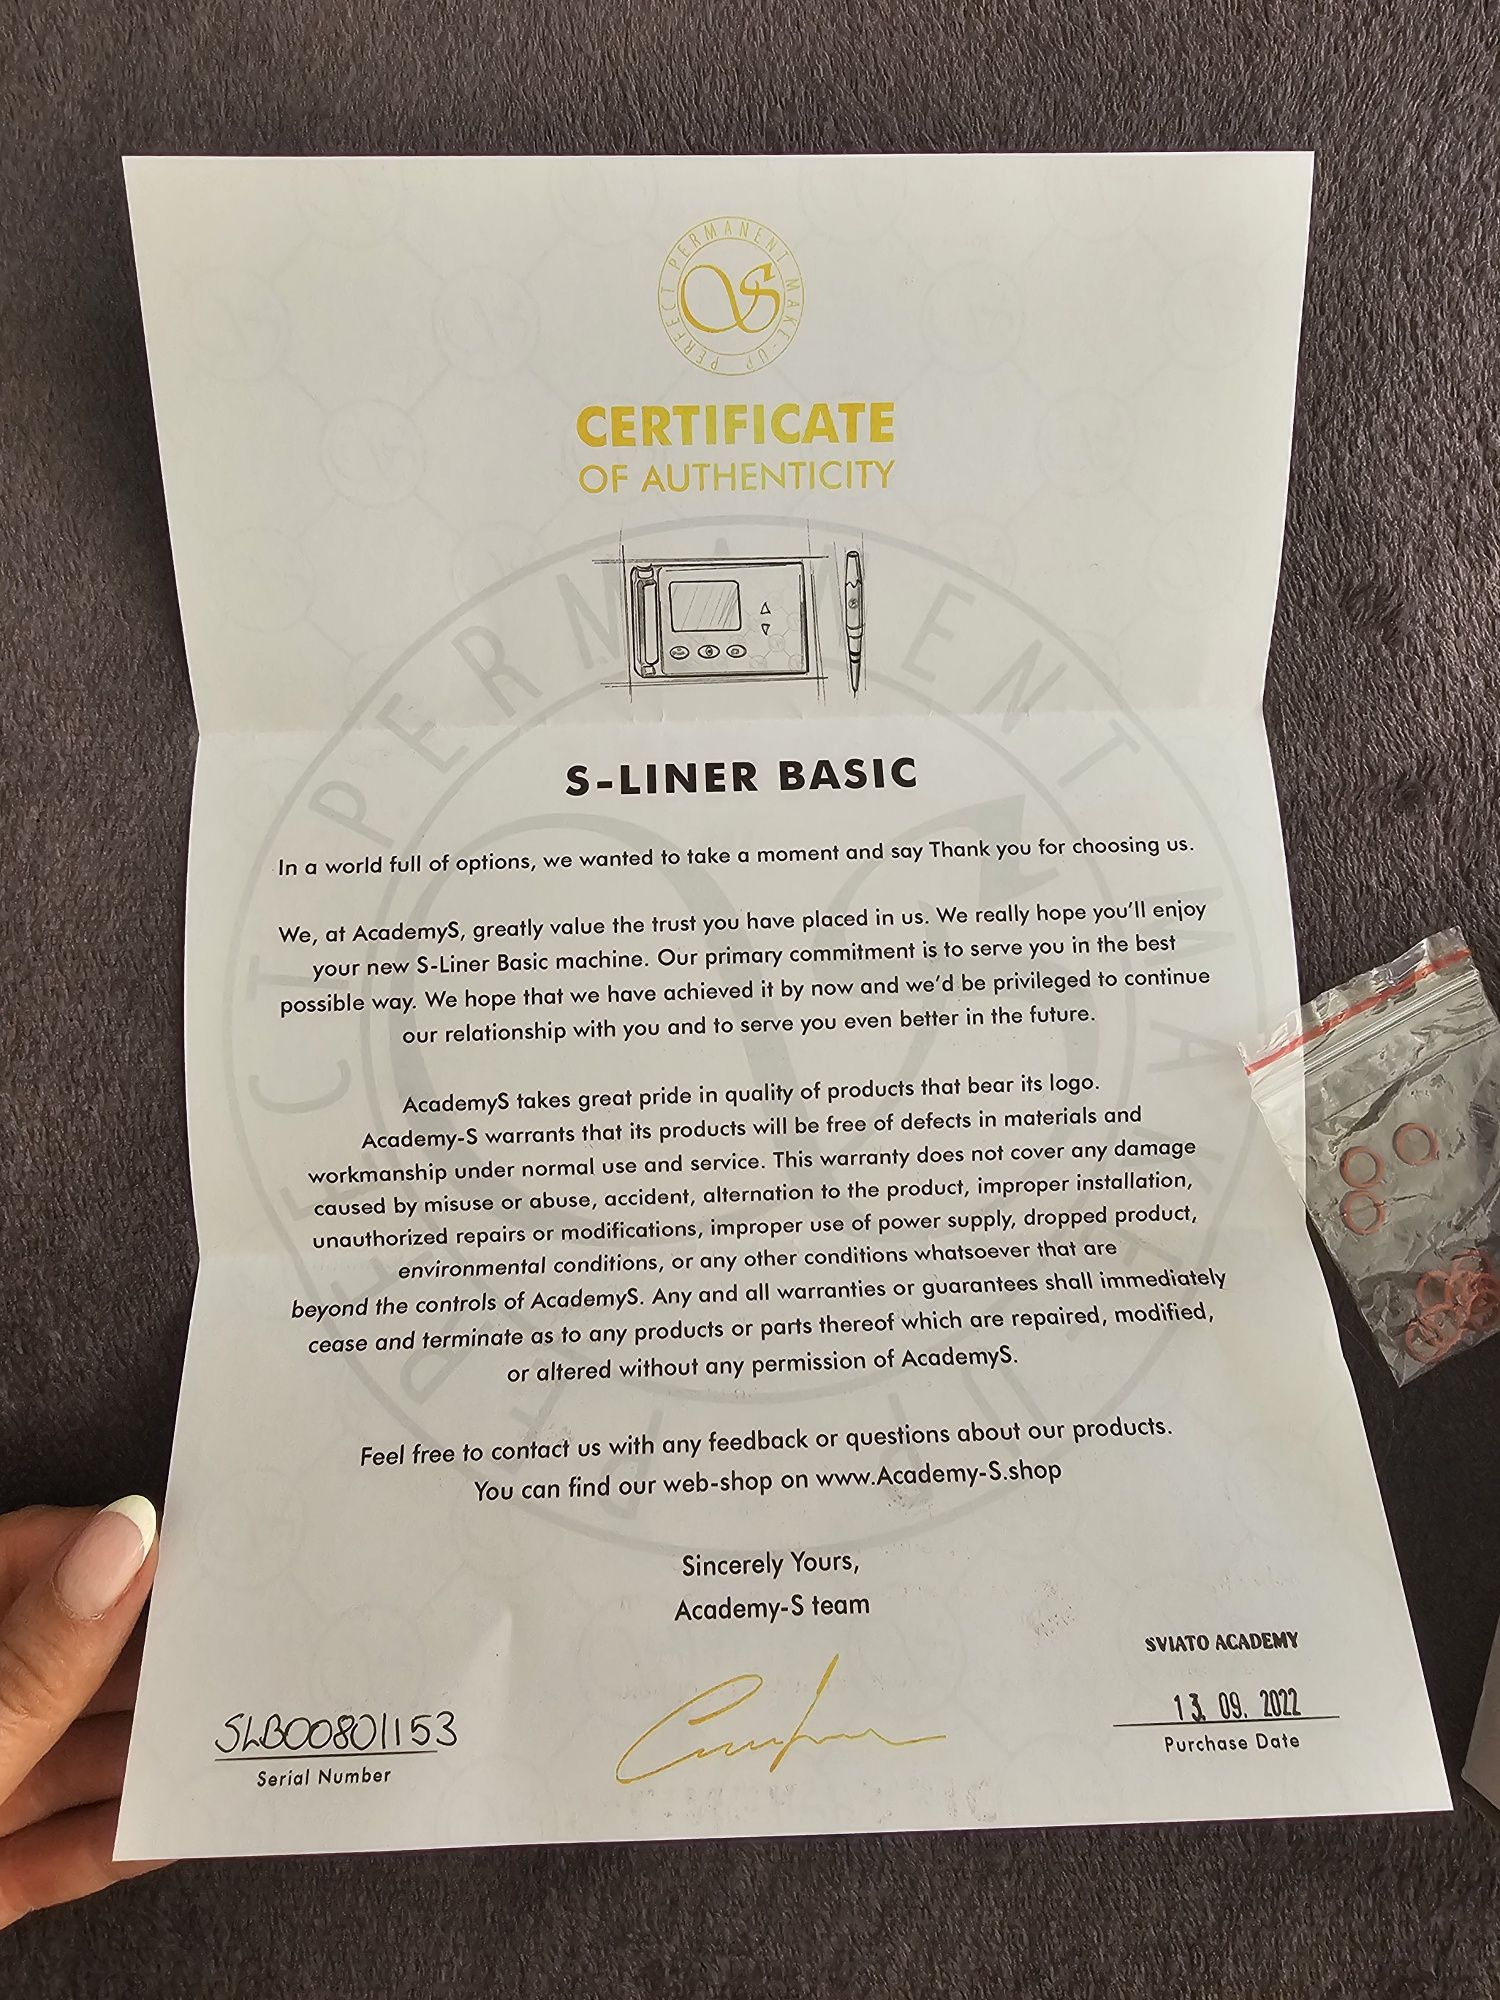 PERFECT PERMANENT MAKE-UP
S
CERTIFICATE
OF AUTHENTICITY
S-LINER BASIC
In a world full of options, we wanted to take a moment and say Thank you for choosing us.
We, at AcademyS, greatly value the trust you have placed in us. We really hope you'll enjoy
your new S-Liner Basic machine. Our primary commitment is to serve you in the best
possible way. We hope that we have achieved it by now and we'd be privileged to continue
our relationship with you and to serve you even better in the future.
AcademyS takes great pride in quality of products that bear its logo.
Academy-S warrants that its products will be free of defects in materials and
workmanship under normal use and service. This warranty does not cover any damage
caused by misuse or abuse, accident, alternation to the product, improper installation,
unauthorized repairs or modifications, improper use of power supply, dropped product,
environmental conditions, or any other conditions whatsoever that are
beyond the controls of AcademyS. Any and all warranties or guarantees shall immediately
cease and terminate as to any products or parts thereof which are repaired, modified,
or altered without any permission of AcademyS.
Feel free to contact us with any feedback or questions about our products.
You can find our web-shop on www.Academy-S.shop
Sincerely Yours,
Academy-S team
SVIATO ACADEMY
SLB00801153
13. 09. 2022
Serial Number
Purchase Date